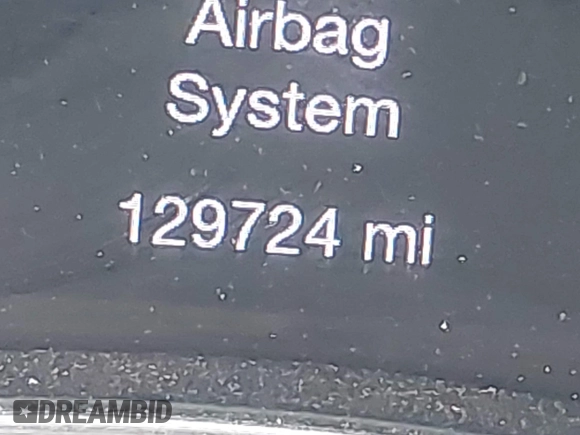 Airbag
System
129724 mi
DREAMBID